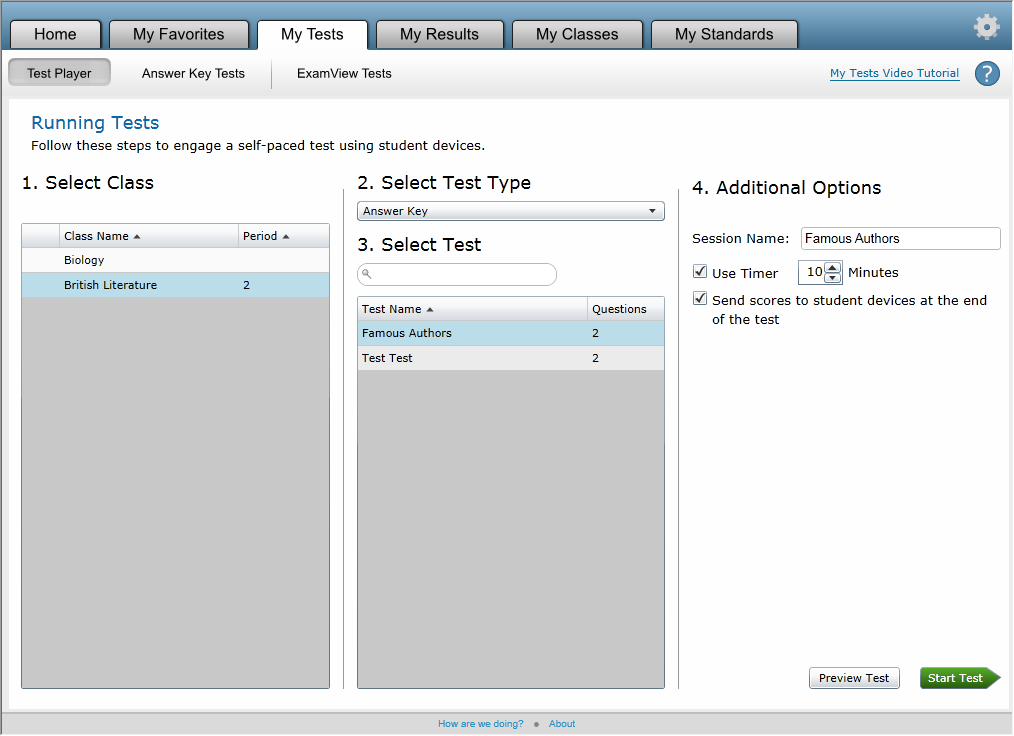 Home My Favorites My Tests My Results My Classes My Standards
Test Player Answer Key Tests ExamView Tests My Tests Video Tutorial ?
Running Tests
Follow these steps to engage a self-paced test using student devices.
1. Select Class
Class Name Period
Biology
British Literature 2
2. Select Test Type
Answer Key
3. Select Test
Test Name Questions
Famous Authors 2
Test Test 2
4. Additional Options
Session Name: Famous Authors
Use Timer 10 Minutes
Send scores to student devices at the end
of the test
Preview Test Start Test
How are we doing? About